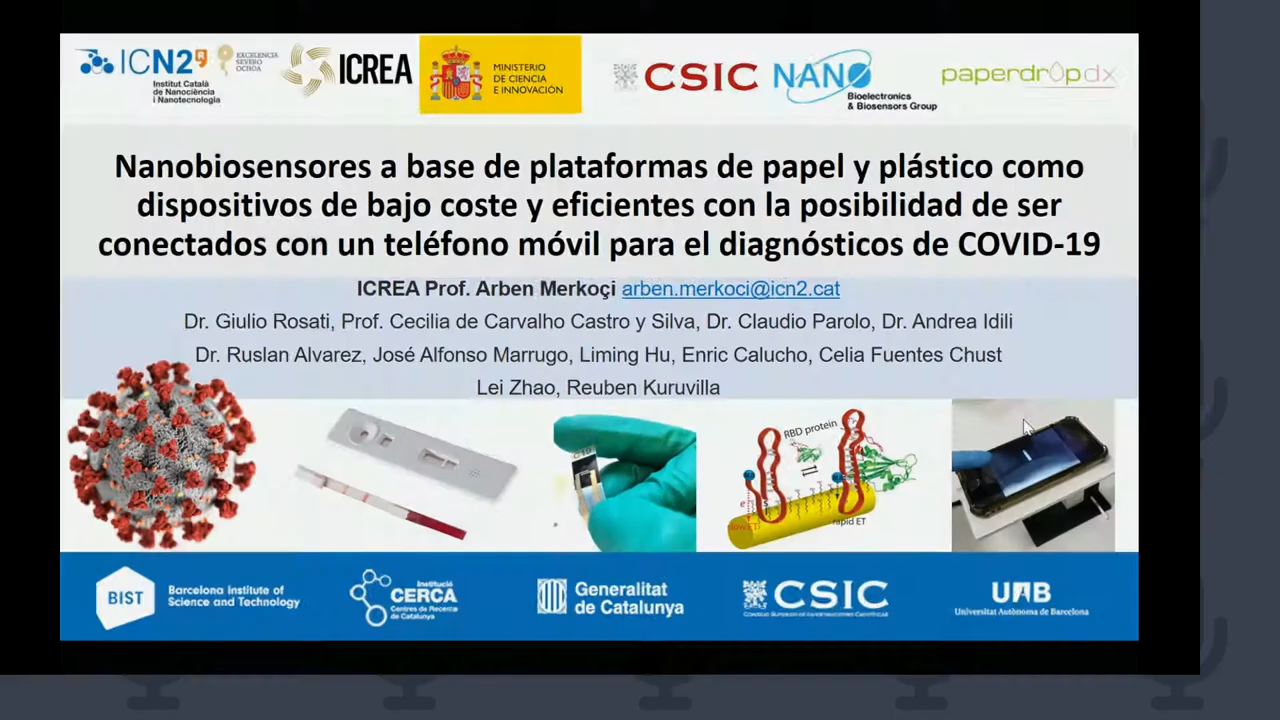 ICN2
Institut Català
de Nanociència
i Nanotecnologia
EXCELENCIA
SEVERO
OCHOA
ICREA
MINISTERIO
DE CIENCIA
E INNOVACIÓN
CSIC
NANO
Bioelectronics
& Biosensors Group
paperdropdx
Nanobiosensores a base de plataformas de papel y plástico como
dispositivos de bajo coste y eficientes con la posibilidad de ser
conectados con un teléfono móvil para el diagnósticos de COVID-19
ICREA Prof. Arben Merkoçi arben.merkoci@icn2.cat
Dr. Giulio Rosati, Prof. Cecilia de Carvalho Castro y Silva, Dr. Claudio Parolo, Dr. Andrea Idili
Dr. Ruslan Alvarez, José Alfonso Marrugo, Liming Hu, Enric Calucho, Celia Fuentes Chust
Lei Zhao, Reuben Kuruvilla
RBD protein
rapid ET
BIST
Barcelona Institute of
Science and Technology
Institució
CERCA
Centres de Recerca
de Catalunya
Generalitat
de Catalunya
CSIC
Consejo Superior de Investigaciones Científicas
UAB
Universitat Autònoma de Barcelona